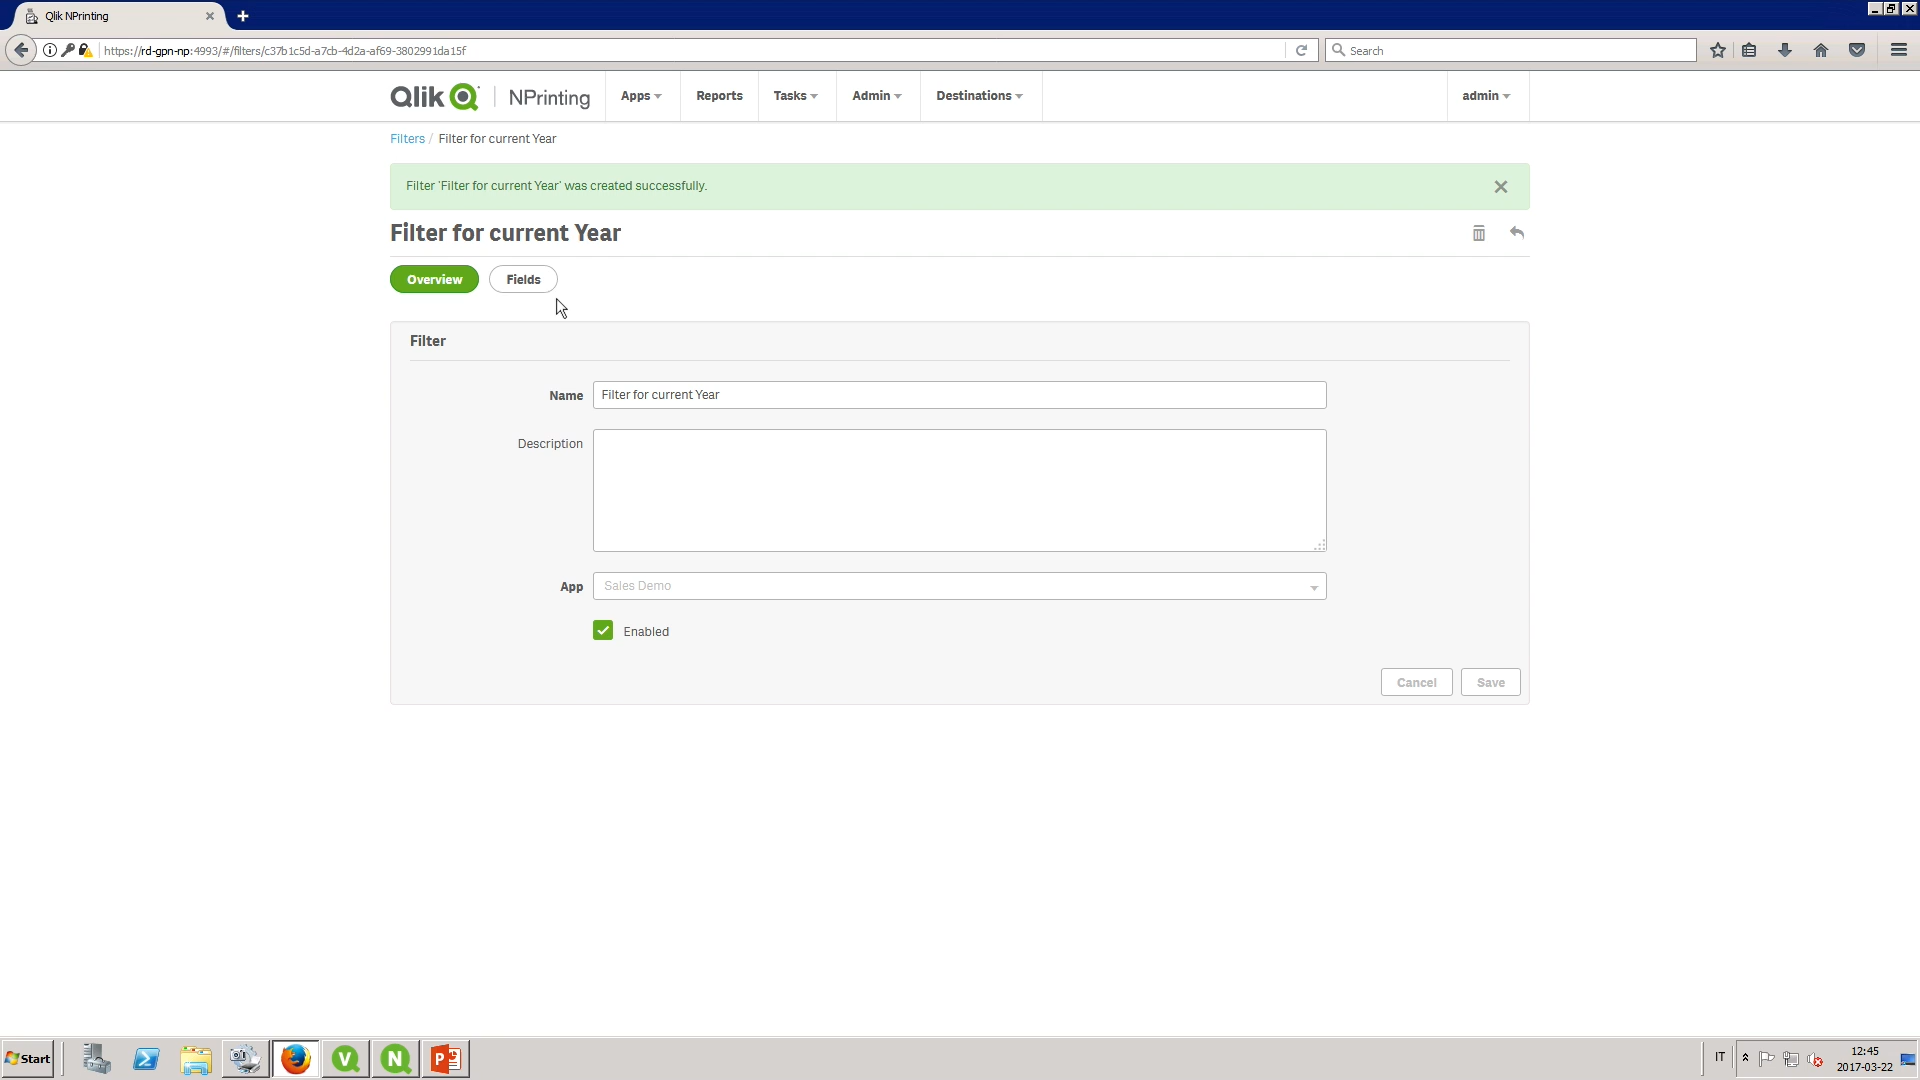 Qlik NPrinting
https://rd-gpn-np:4993/#/filters/c37b1c5d-a7cb-4d2a-af69-3802991da15f
Search
Qlik NPrinting
Apps
Reports
Tasks
Admin
Destinations
admin
Filters / Filter for current Year
Filter 'Filter for current Year' was created successfully.
Filter for current Year
Overview
Fields
Filter
Name
Filter for current Year
Description
App
Sales Demo
Enabled
Cancel
Save
Start
IT
12:45
2017-03-22